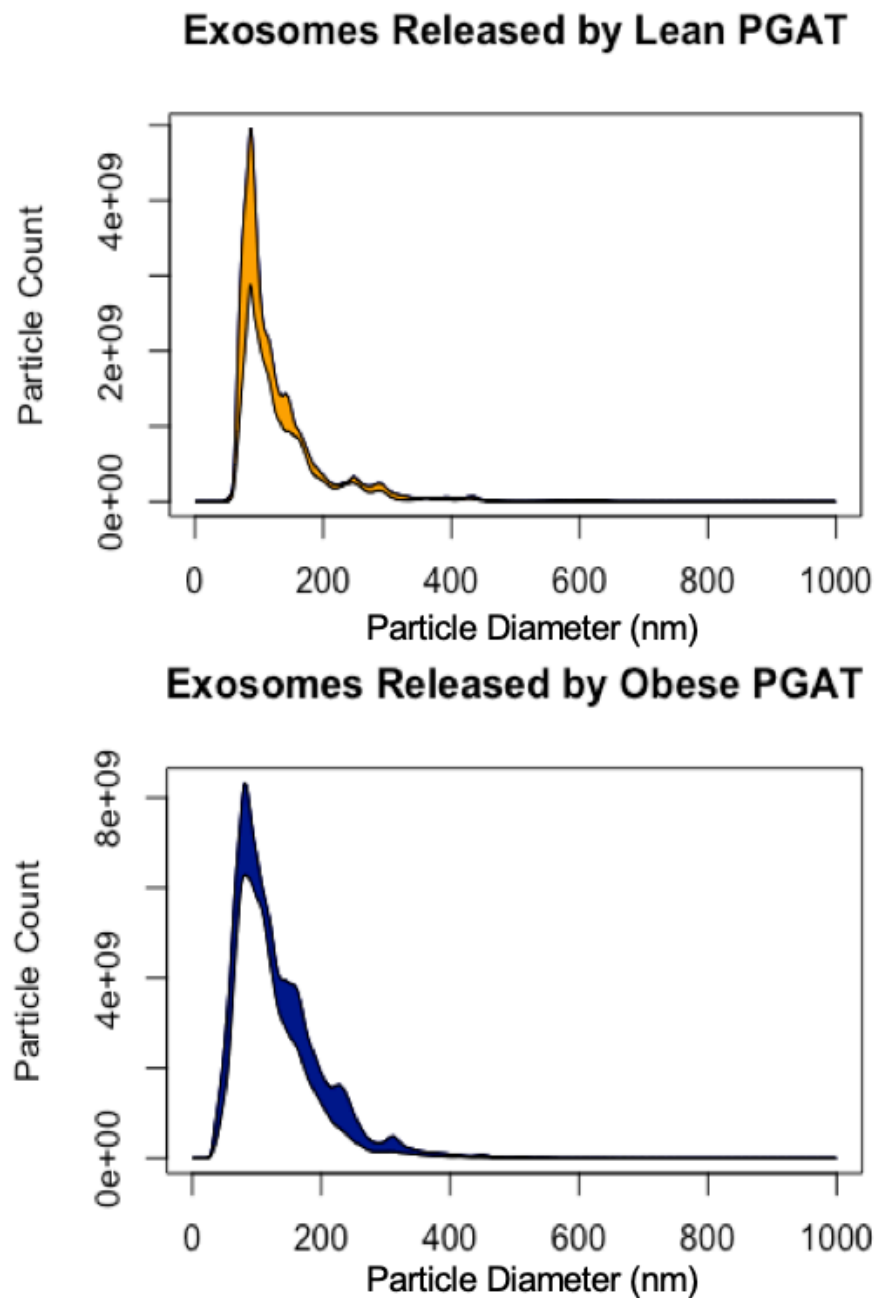 Exosomes Released by Lean PGAT
Particle Count
0e+00 2e+09 4e+09
0 200 400 600 800 1000
Particle Diameter (nm)
Exosomes Released by Obese PGAT
Particle Count
0e+00 4e+09 8e+09
0 200 400 600 800 1000
Particle Diameter (nm)